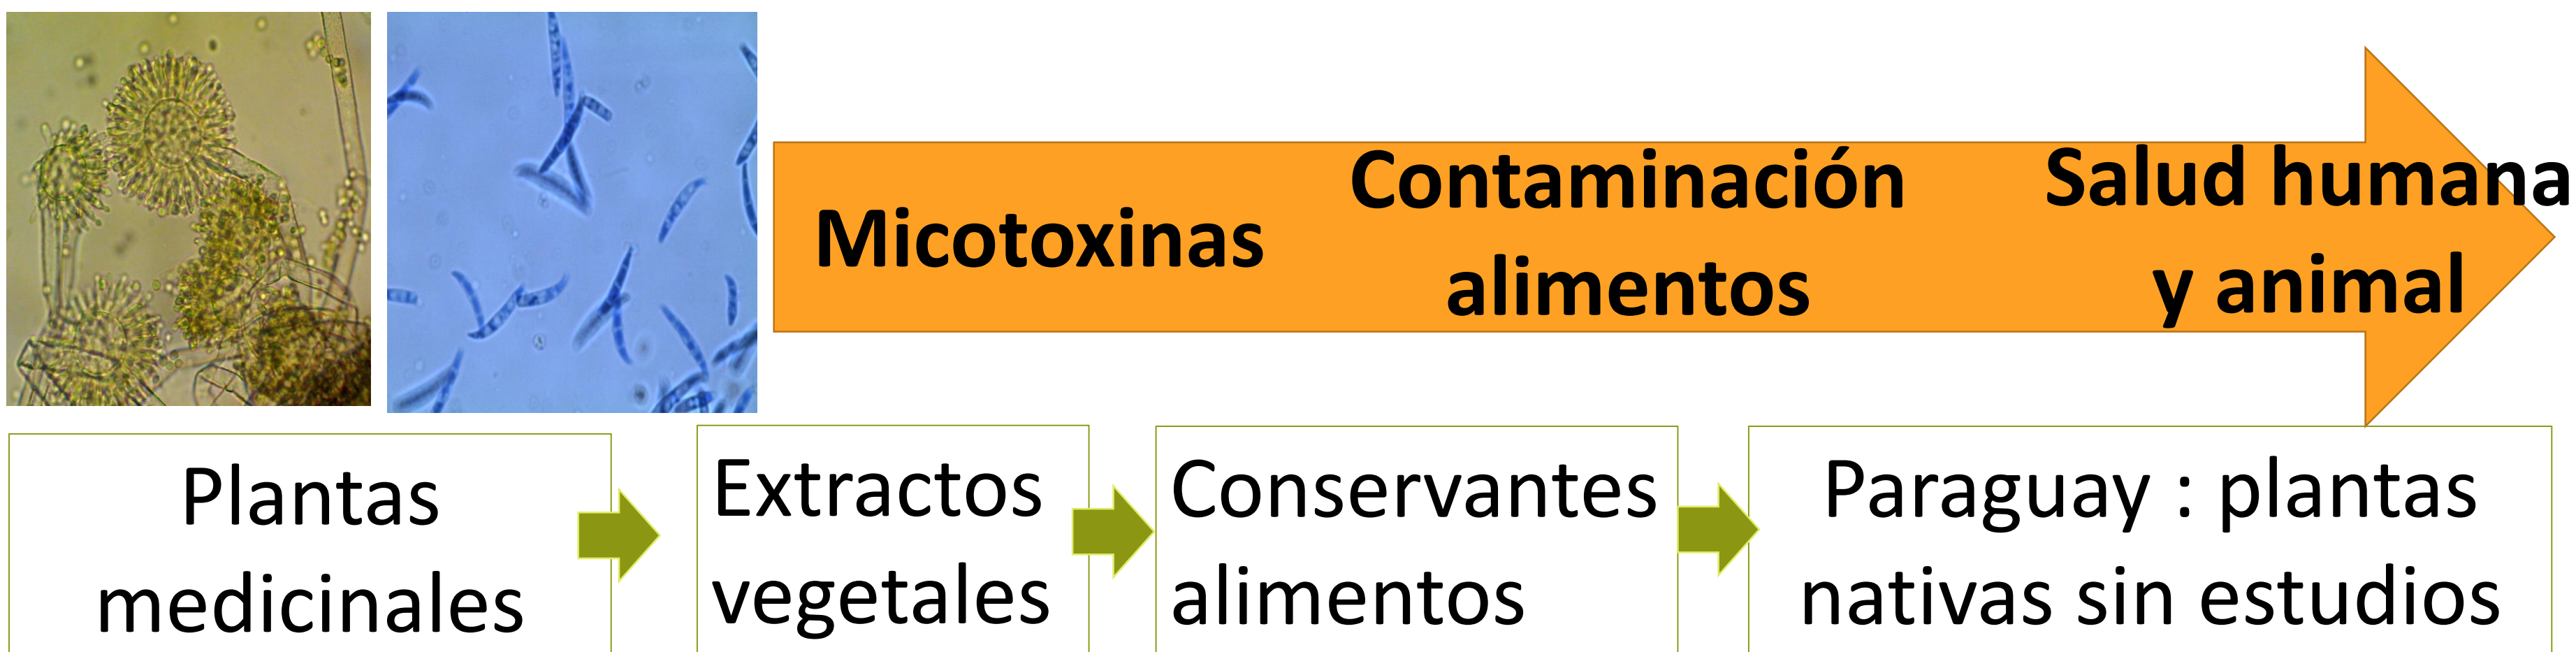 Micotoxinas
Contaminación
alimentos
Salud humana
y animal
Plantas
medicinales
Extractos
vegetales
Conservantes
alimentos
Paraguay : plantas
nativas sin estudios